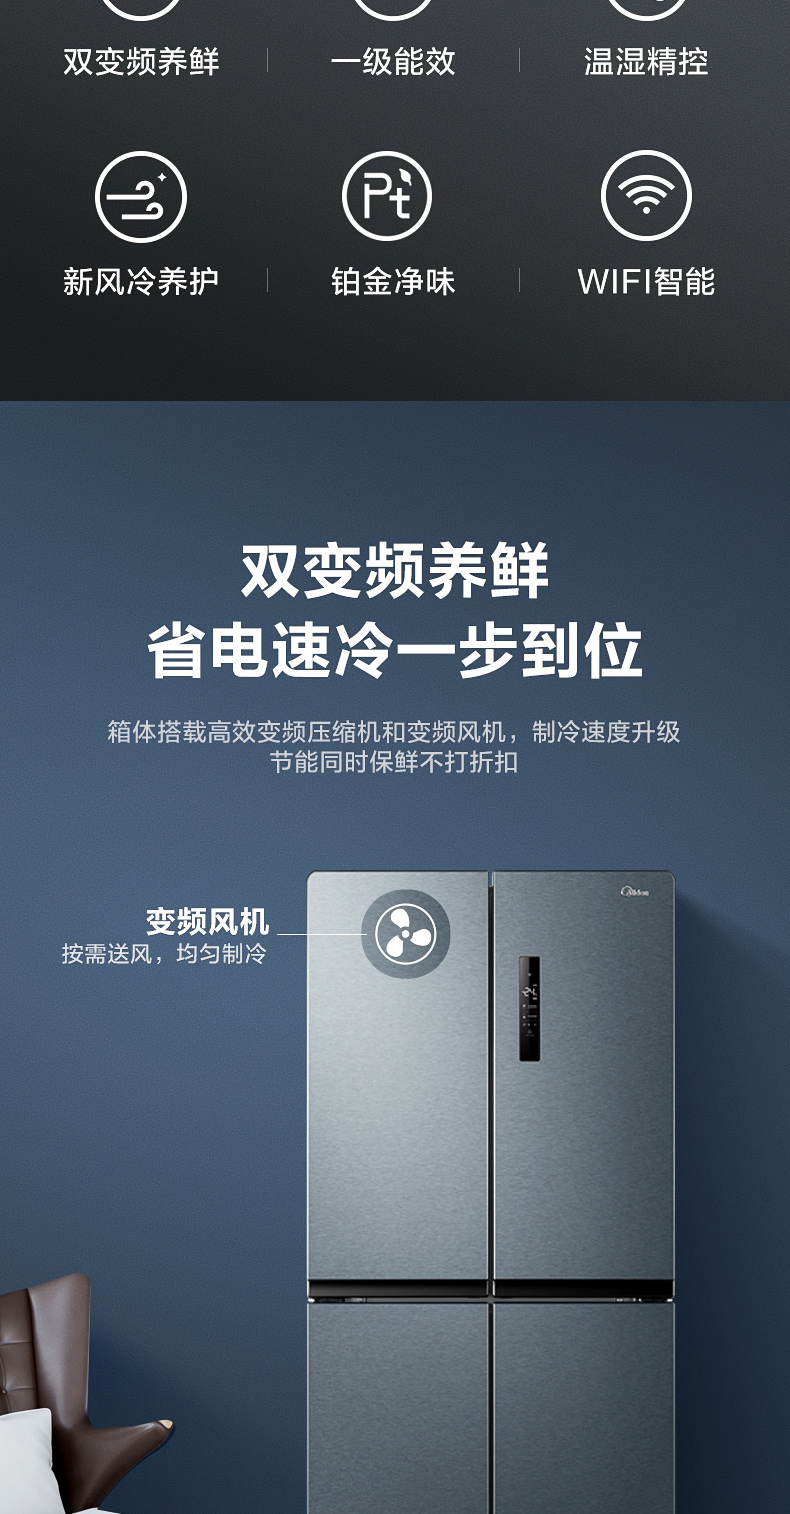 双变频养鲜
一级能效
温湿精控
Pt
新风冷养护
铂金净味
WIFI智能
双变频养鲜
省电速冷一步到位
箱体搭载高效变频压缩机和变频风机，制冷速度升级
节能同时保鲜不打折扣
Midea
变频风机
按需送风，均匀制冷